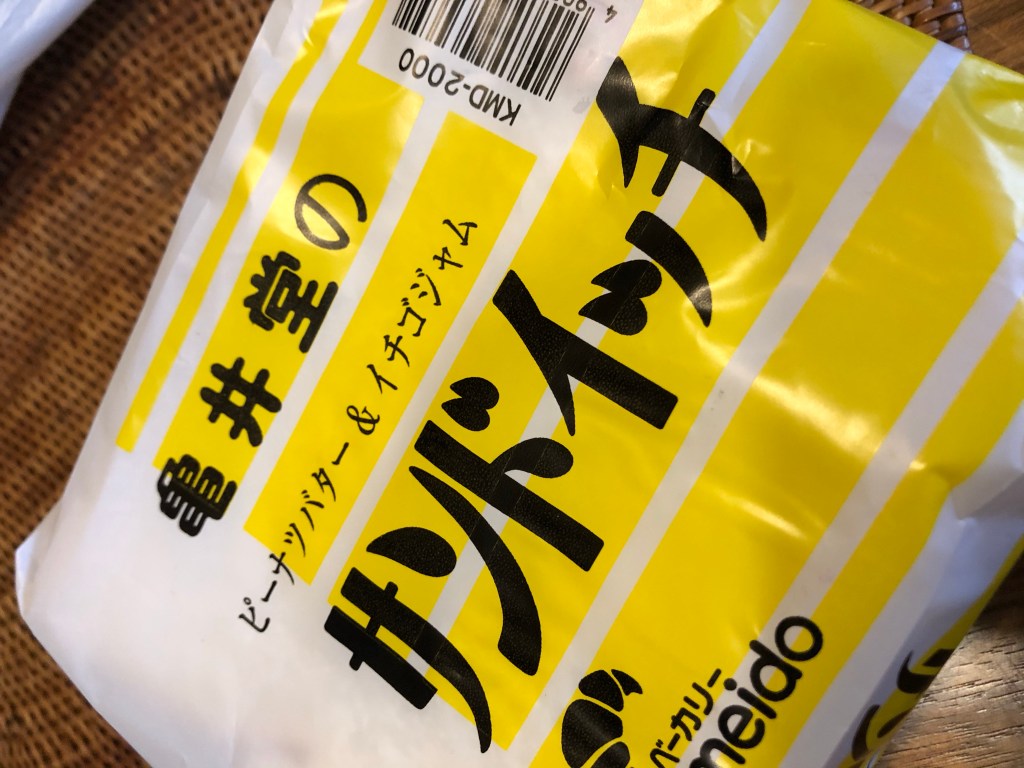 亀井堂の
ピーナツバター & イチゴジャム
サンドイッチ
ベーカリー
meido
KMD-2000